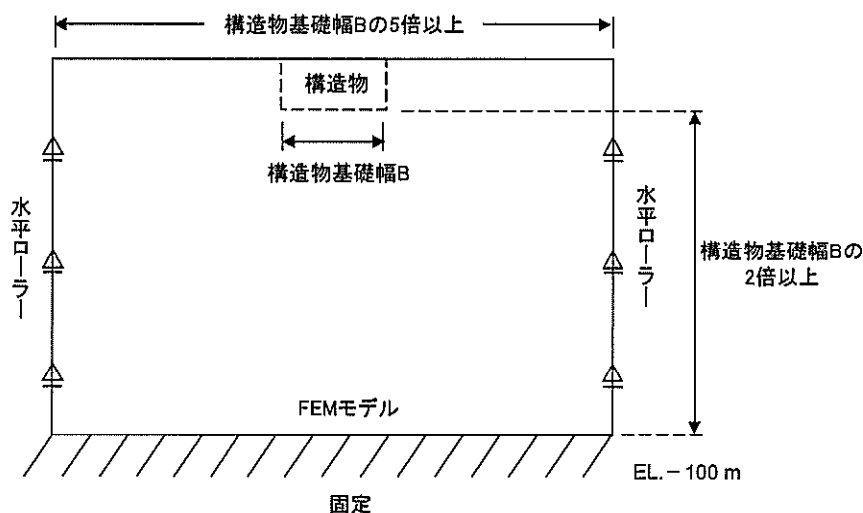 構造物基礎幅Bの5倍以上
構造物
構造物基礎幅B
水平ローラー
水平ローラー
構造物基礎幅Bの
2倍以上
FEMモデル
EL.－100 m
固定